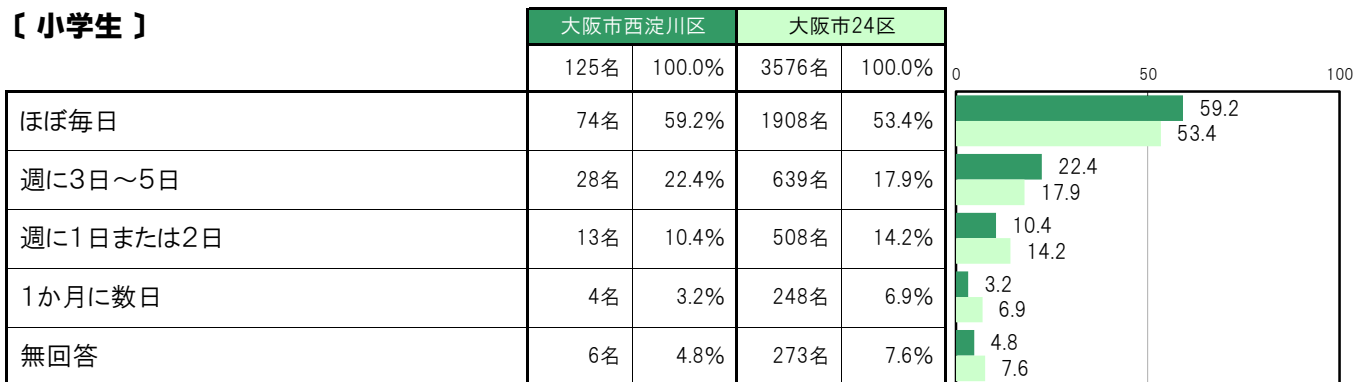 〔 小学生 〕
大阪市西淀川区 大阪市24区
125名 100.0% 3576名 100.0%
0 50 100
ほぼ毎日 74名 59.2% 1908名 53.4%
59.2
53.4
週に3日～5日 28名 22.4% 639名 17.9%
22.4
17.9
週に1日または2日 13名 10.4% 508名 14.2%
10.4
14.2
1か月に数日 4名 3.2% 248名 6.9%
3.2
6.9
無回答 6名 4.8% 273名 7.6%
4.8
7.6